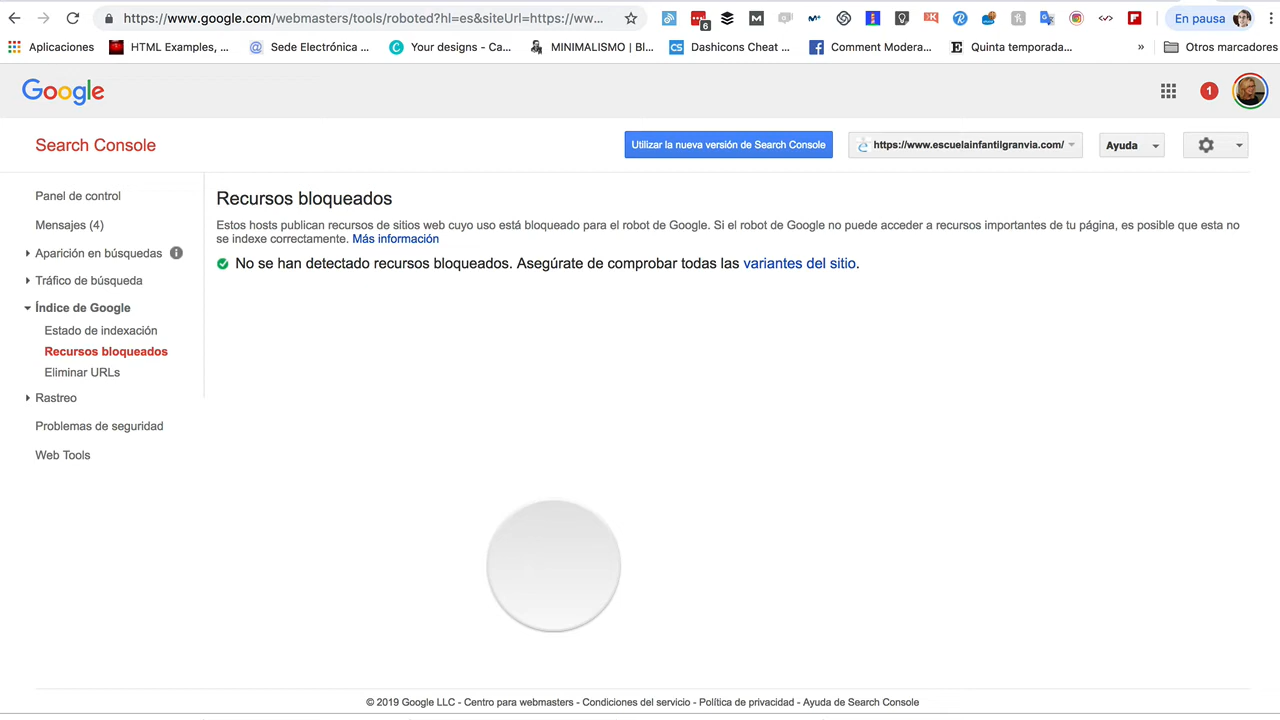 https://www.google.com/webmasters/tools/roboted?hl=es&siteUrl=https://ww...
6
En pausa
Aplicaciones
HTML Examples, ...
Sede Electrónica ...
Your designs - Ca...
MINIMALISMO | Bl...
Dashicons Cheat ...
Comment Modera...
Quinta temporada...
»
Otros marcadores
Google
1
Search Console
Utilizar la nueva versión de Search Console
https://www.escuelainfantilgranvia.com/
Ayuda
Panel de control
Mensajes (4)
Aparición en búsquedas
Tráfico de búsqueda
Índice de Google
Estado de indexación
Recursos bloqueados
Eliminar URLs
Rastreo
Problemas de seguridad
Web Tools
Recursos bloqueados
Estos hosts publican recursos de sitios web cuyo uso está bloqueado para el robot de Google. Si el robot de Google no puede acceder a recursos importantes de tu página, es posible que esta no
se indexe correctamente. Más información
No se han detectado recursos bloqueados. Asegúrate de comprobar todas las variantes del sitio.
© 2019 Google LLC - Centro para webmasters - Condiciones del servicio - Política de privacidad - Ayuda de Search Console